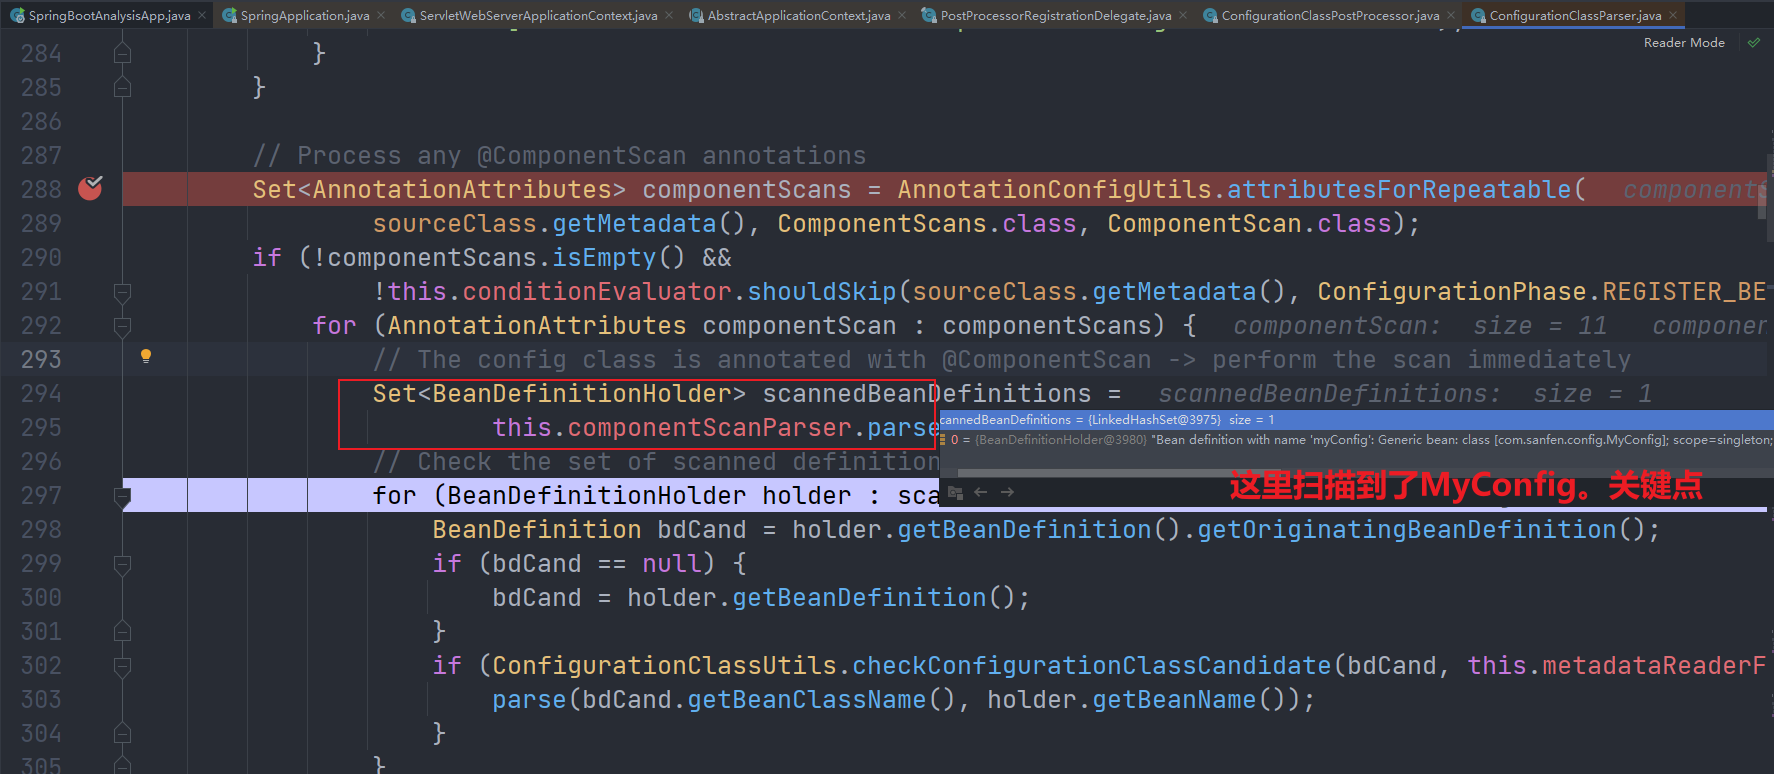 SpringBootAnalysisApp.java SpringApplication.java ServletWebServerApplicationContext.java AbstractApplicationContext.java PostProcessorRegistrationDelegate.java ConfigurationClassPostProcessor.java ConfigurationClassParser.java
Reader Mode
284 }
285 }
286
287 // Process any @ComponentScan annotations
288 Set<AnnotationAttributes> componentScans = AnnotationConfigUtils.attributesForRepeatable( components
289 sourceClass.getMetadata(), ComponentScans.class, ComponentScan.class);
290 if (!componentScans.isEmpty() &&
291 !this.conditionEvaluator.shouldSkip(sourceClass.getMetadata(), ConfigurationPhase.REGISTER_BE
292 for (AnnotationAttributes componentScan : componentScans) { componentScan: size = 11 componen
293 // The config class is annotated with @ComponentScan -> perform the scan immediately
294 Set<BeanDefinitionHolder> scannedBeanDefinitions = scannedBeanDefinitions: size = 1
295 this.componentScanParser.parse
cannedBeanDefinitions = {LinkedHashSet@3975} size = 1
0 = {BeanDefinitionHolder@3980} "Bean definition with name 'myConfig': Generic bean: class [com.sanfen.config.MyConfig]; scope=singleton;
这里扫描到了MyConfig。关键点
296 // Check the set of scanned definition
297 for (BeanDefinitionHolder holder : sca
298 BeanDefinition bdCand = holder.getBeanDefinition().getOriginatingBeanDefinition();
299 if (bdCand == null) {
300 bdCand = holder.getBeanDefinition();
301 }
302 if (ConfigurationClassUtils.checkConfigurationClassCandidate(bdCand, this.metadataReaderF
303 parse(bdCand.getBeanClassName(), holder.getBeanName());
304 }
305 }